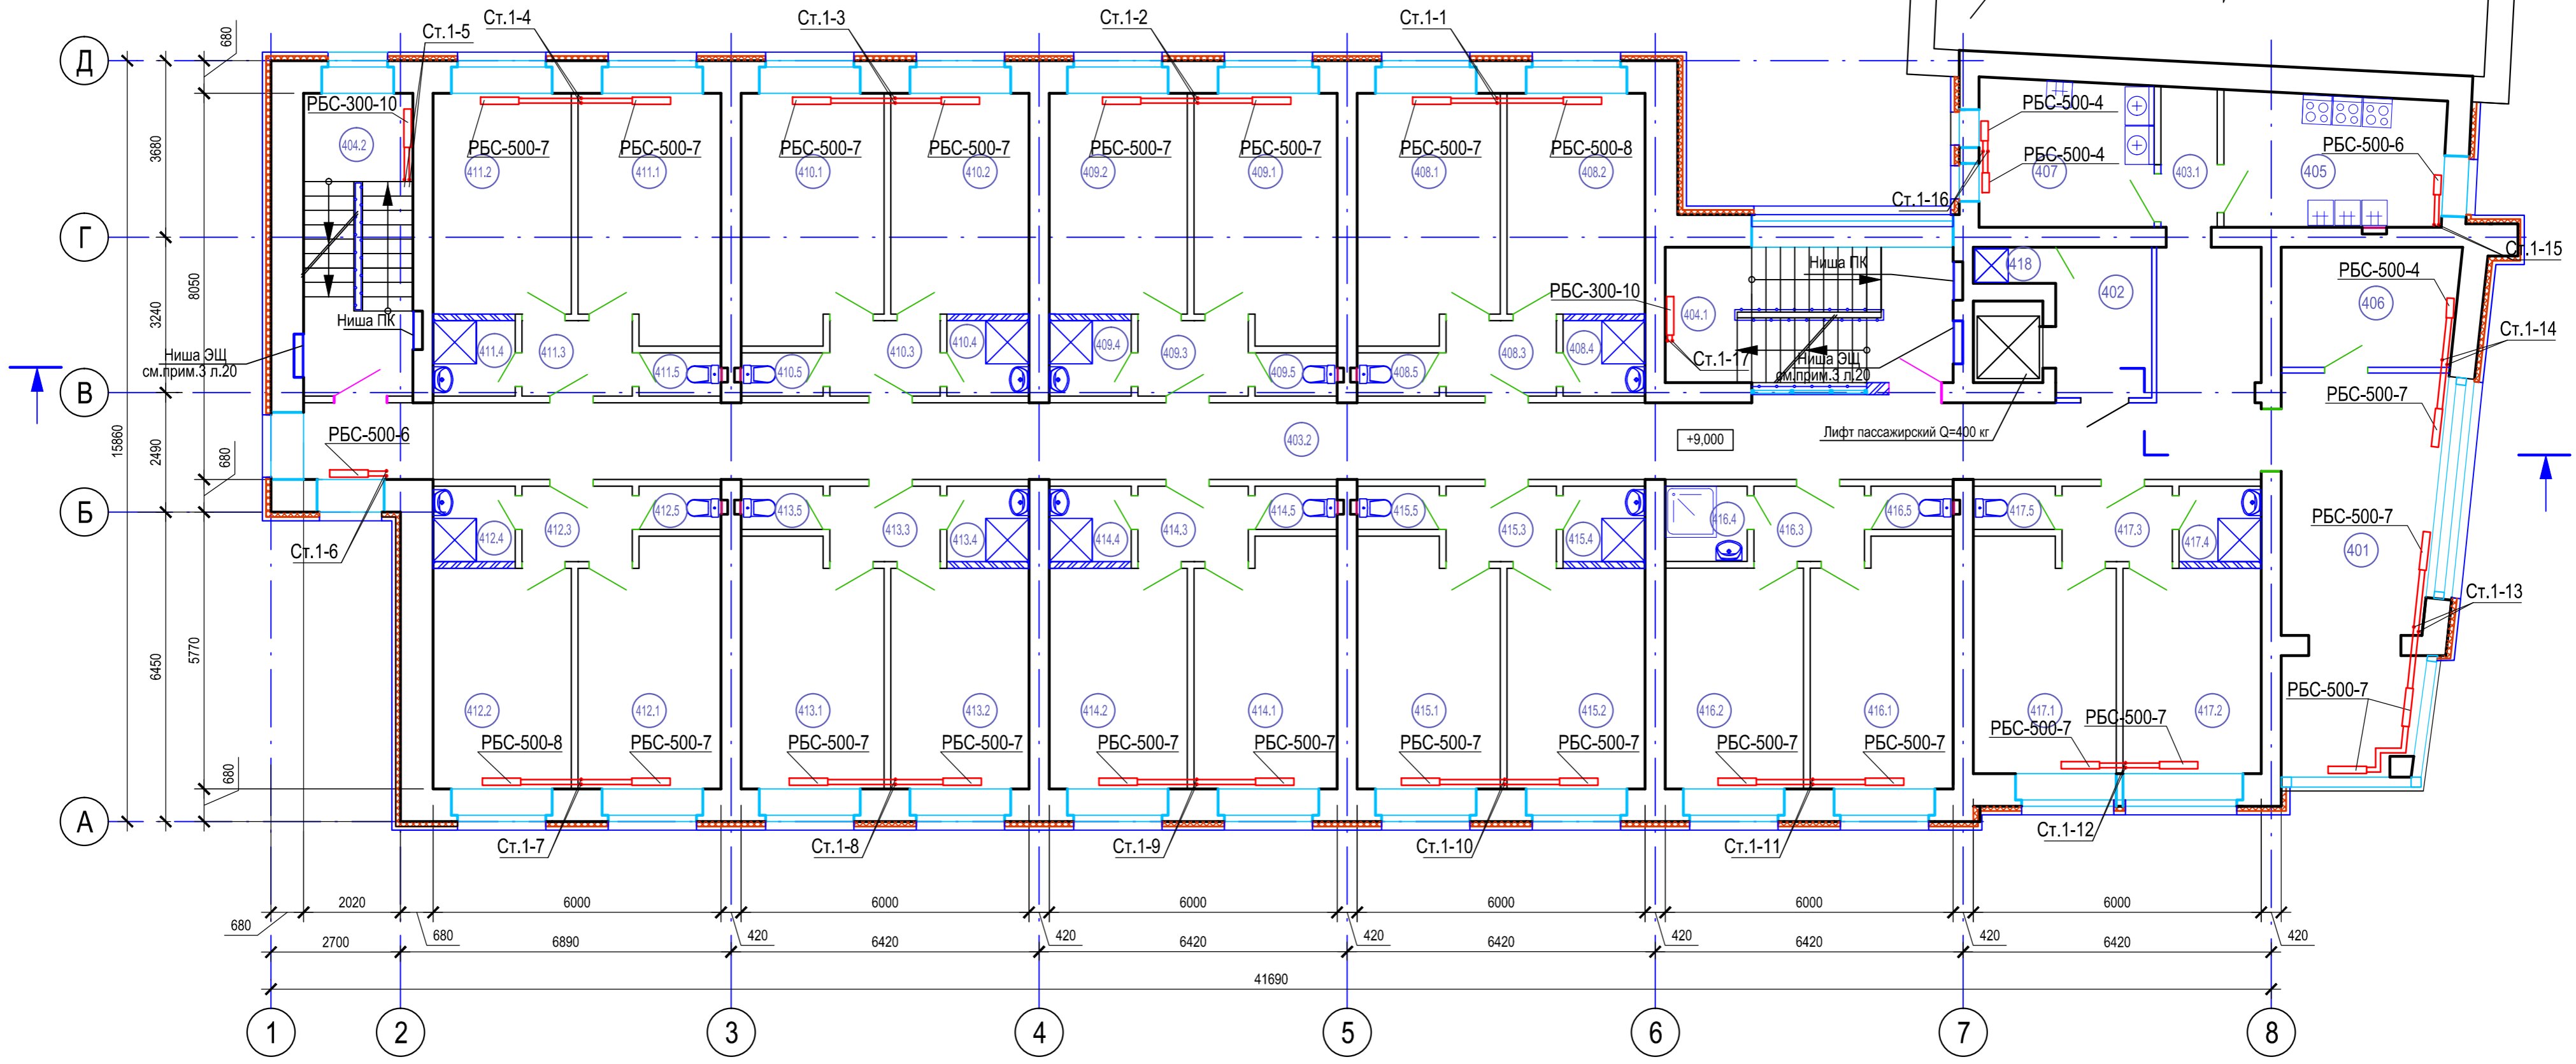 Ст.1-4
Ст.1-3
Ст.1-2
Ст.1-1
Ст.1-5
680
Д
РБС-300-10
РБС-500-4
404.2
РБС-500-7
РБС-500-7
РБС-500-7
РБС-500-7
РБС-500-7
РБС-500-7
РБС-500-7
РБС-500-8
РБС-500-4
РБС-500-6
3680
411.2
411.1
410.1
410.2
409.2
409.1
408.1
408.2
407
403.1
405
Ст.1-16
Г
Ст.1-15
8050
3240
Ниша ПК
418
402
РБС-500-4
406
РБС-300-10
404.1
Ниша ПК
Ст.1-14
Ниша ЭЩ
см.прим.3 л.20
411.4
411.3
411.5
410.5
410.3
410.4
409.4
409.3
409.5
408.5
408.3
408.4
Ст.1-17
Ниша ЭЩ
см.прим.3 л.20
В
РБС-500-7
15860
2490
680
РБС-500-6
403.2
+9,000
Лифт пассажирский Q=400 кг
Б
412.4
412.3
412.5
413.5
413.3
413.4
414.4
414.3
414.5
415.5
415.3
415.4
416.4
416.3
416.5
417.5
417.3
417.4
РБС-500-7
401
Ст.1-6
Ст.1-13
6450
5770
412.2
412.1
413.1
413.2
414.2
414.1
415.1
415.2
416.2
416.1
417.1
417.2
РБС-500-7
РБС-500-8
РБС-500-7
РБС-500-7
РБС-500-7
РБС-500-7
РБС-500-7
РБС-500-7
РБС-500-7
РБС-500-7
РБС-500-7
РБС-500-7
РБС-500-7
680
А
Ст.1-7
Ст.1-8
Ст.1-9
Ст.1-10
Ст.1-11
Ст.1-12
2020
6000
6000
6000
6000
6000
6000
680
680
420
420
420
420
420
420
2700
6890
6420
6420
6420
6420
6420
41690
1
2
3
4
5
6
7
8